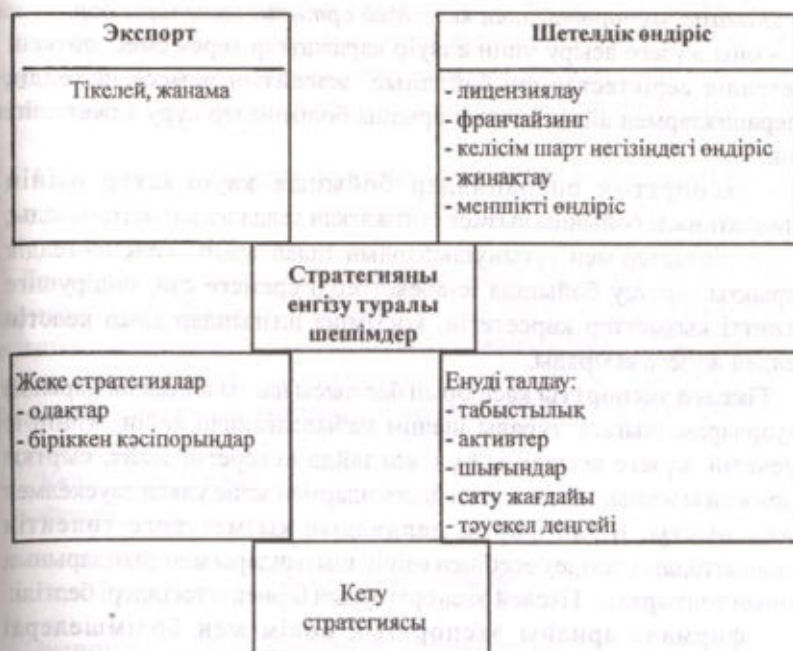 Экспорт
Тікелей, жанама
Шетелдік өндіріс
- лицензиялау
- франчайзинг
- келісім шарт негізіндегі өндіріс
- жинақтау
- меншікті өндіріс
Стратегияны
енгізу туралы
шешімдер
Жеке стратегиялар
- одақтар
- біріккен кәсіпорындар
Енуді талдау:
- табыстылық
- активтер
- шығындар
- сату жағдайы
- тәуекел деңгейі
Кету
стратегиясы